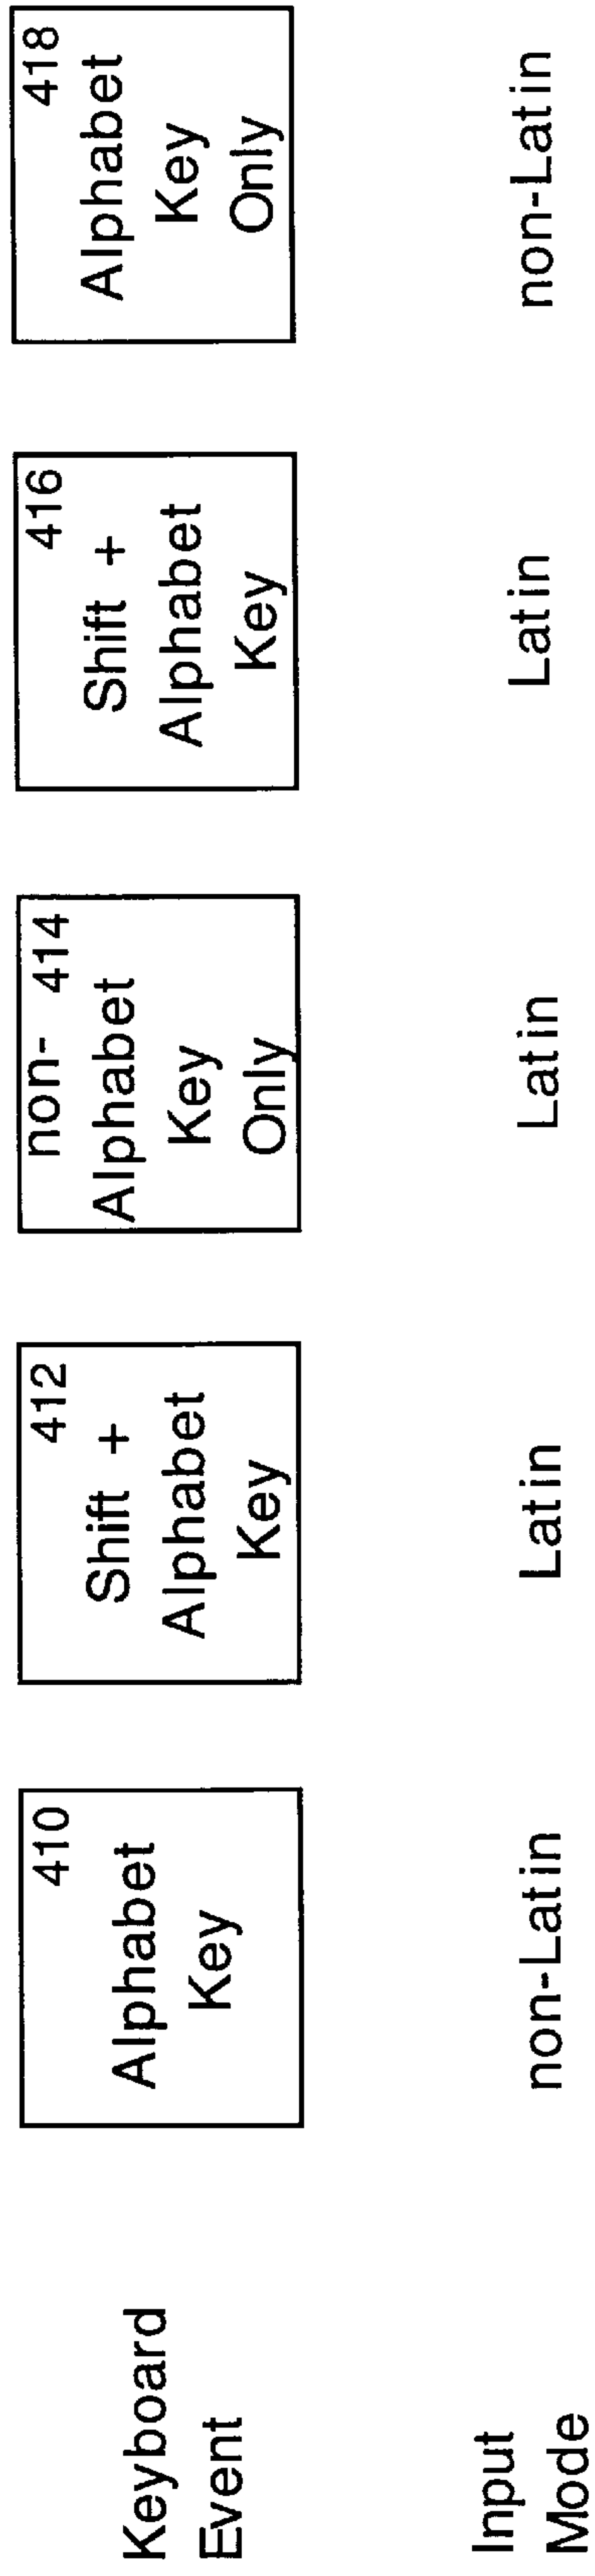 Keyboard
Event
410
Alphabet
Key
412
Shift +
Alphabet
Key
non- 414
Alphabet
Key
Only
416
Shift +
Alphabet
Key
418
Alphabet
Key
Only
Input
Mode
non-Latin
Latin
Latin
Latin
non-Latin